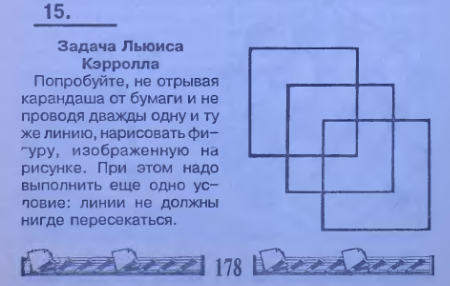 15.
Задача Льюиса
Кэрролла
Попробуйте, не отрывая
карандаша от бумаги и не
проводя дважды одну и ту
же линию, нарисовать фи-
гуру, изображенную на
рисунке. При этом надо
выполнить еще одно ус-
ловие: линии не должны
нигде пересекаться.
178